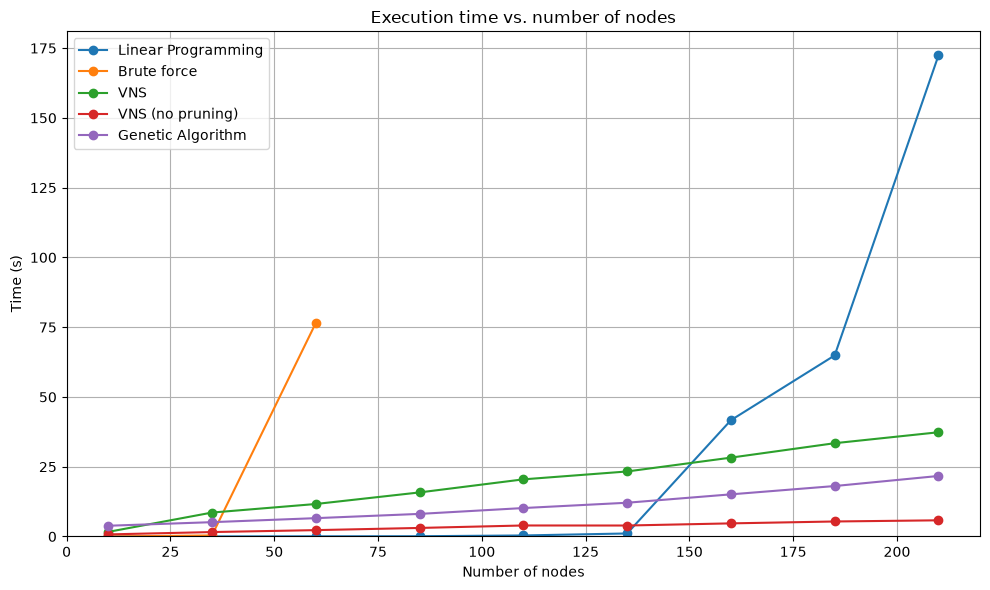 Execution time vs. number of nodes
Linear Programming
Brute force
VNS
VNS (no pruning)
Genetic Algorithm
Time (s)
175
150
125
100
75
50
25
0
0 25 50 75 100 125 150 175 200
Number of nodes